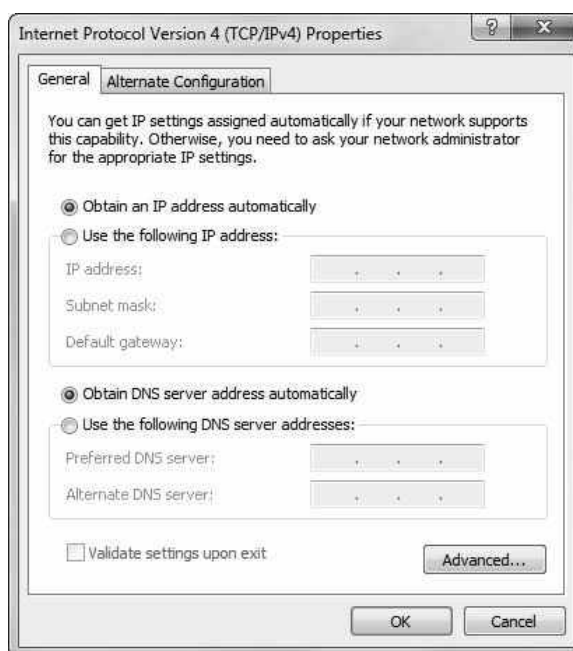 Internet Protocol Version 4 (TCP/IPv4) Properties
?
X
General
Alternate Configuration
You can get IP settings assigned automatically if your network supports
this capability. Otherwise, you need to ask your network administrator
for the appropriate IP settings.
Obtain an IP address automatically
Use the following IP address:
IP address:
. . .
Subnet mask:
. . .
Default gateway:
. . .
Obtain DNS server address automatically
Use the following DNS server addresses:
Preferred DNS server:
. . .
Alternate DNS server:
. . .
Validate settings upon exit
Advanced...
OK
Cancel